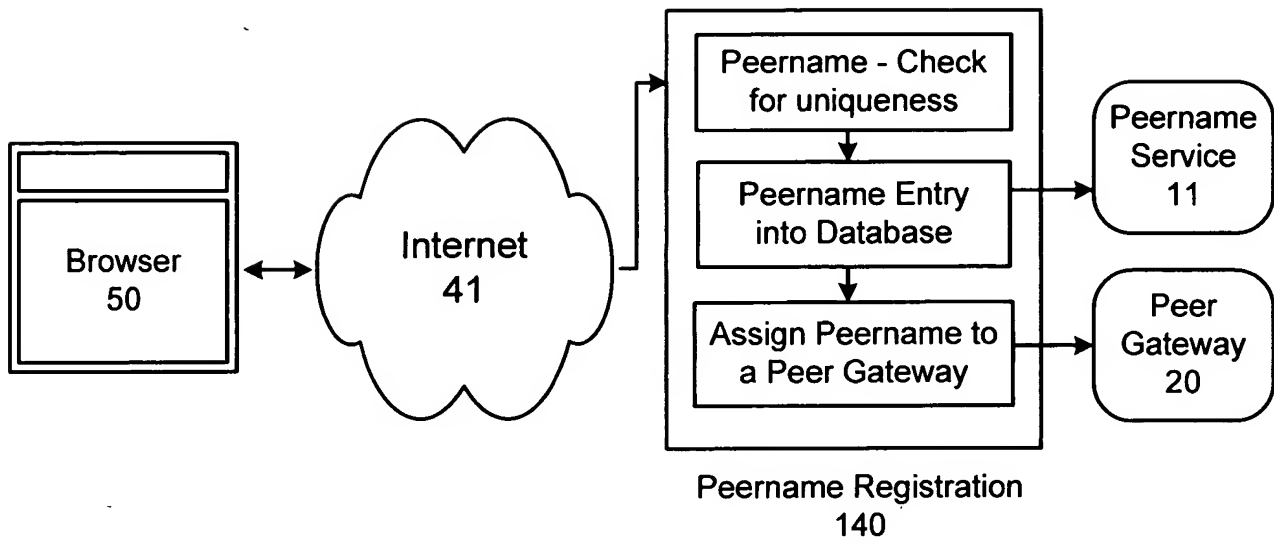 Browser
50
Internet
41
Peername - Check
for uniqueness
Peername Entry
into Database
Assign Peername to
a Peer Gateway
Peername Registration
140
Peername
Service
11
Peer
Gateway
20